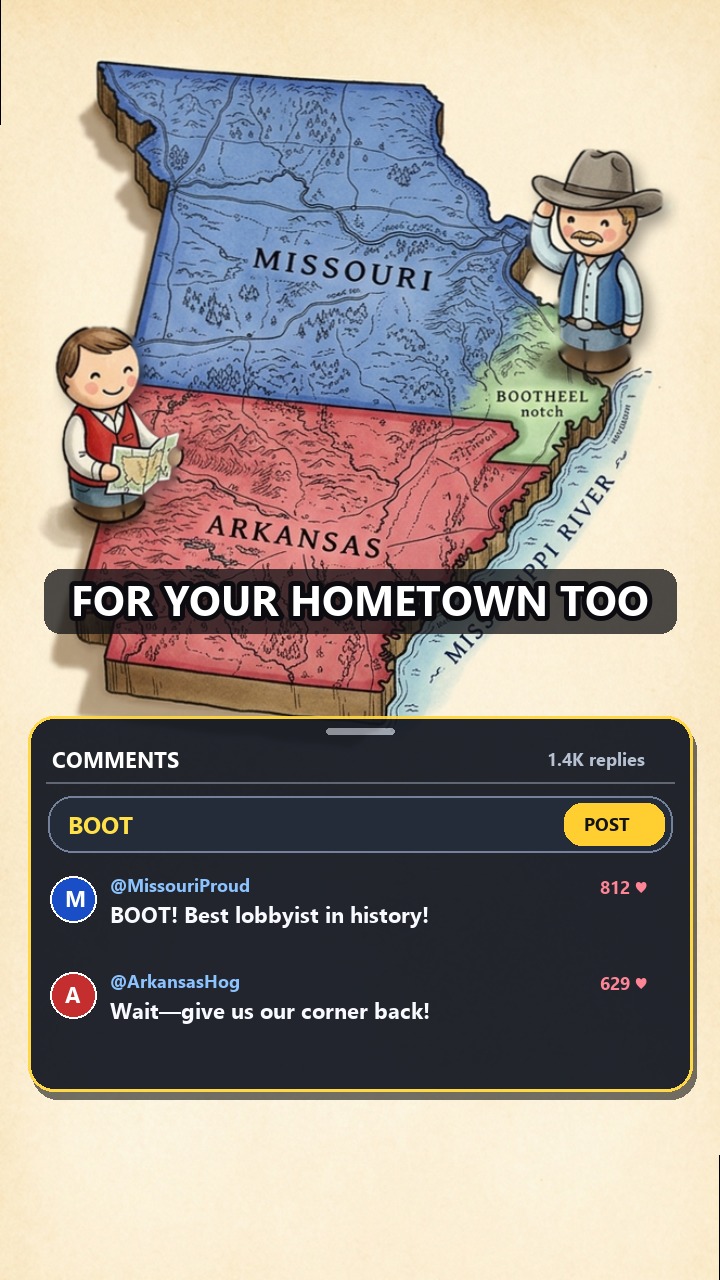 MISSOURI
BOOTHEEL
notch
ARKANSAS
RIVER
FOR YOUR HOMETOWN TOO
COMMENTS
1.4K replies
BOOT
POST
M
@MissouriProud
812 ♥
BOOT! Best lobbyist in history!
A
@ArkansasHog
629 ♥
Wait—give us our corner back!